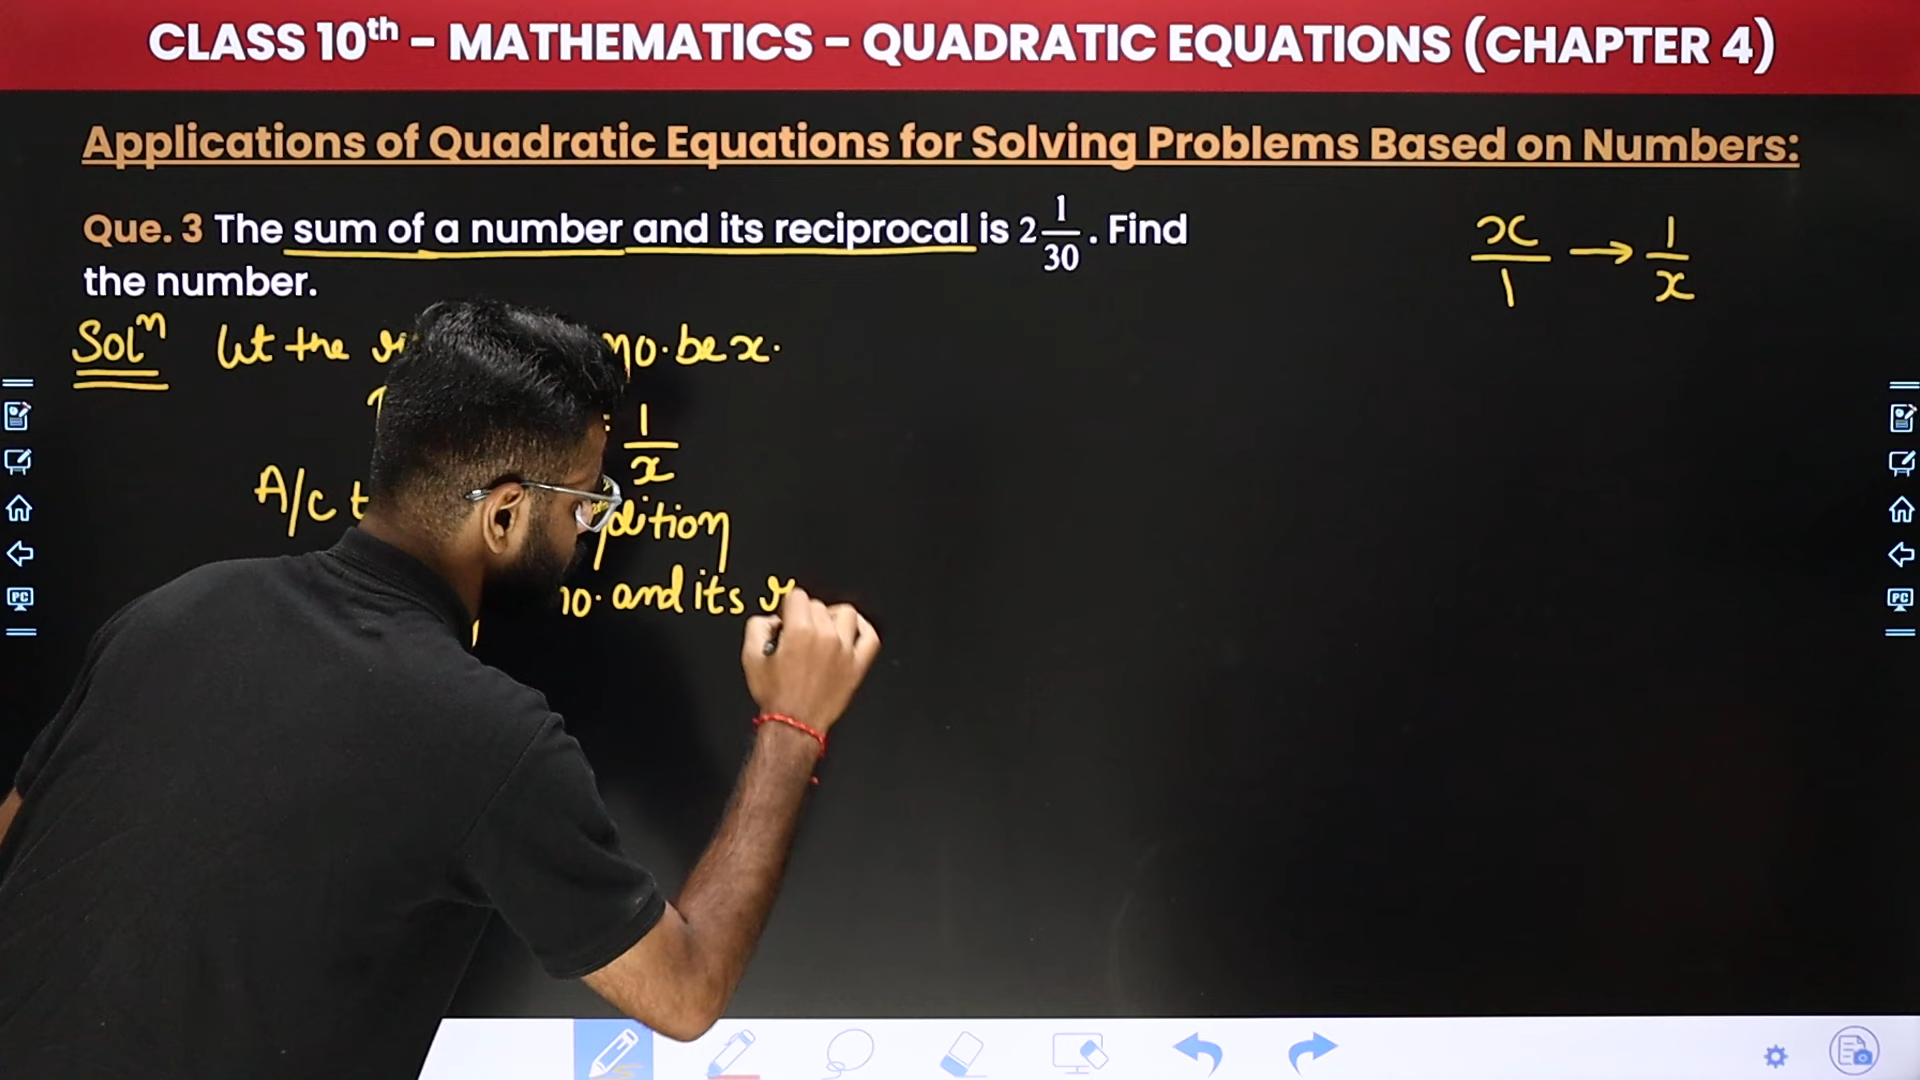 CLASS 10th - MATHEMATICS - QUADRATIC EQUATIONS (CHAPTER 4)
Applications of Quadratic Equations for Solving Problems Based on Numbers:
Que. 3 The sum of a number and its reciprocal is 2 1/30 . Find
the number.
x/1 → 1/x
Solⁿ Let the no. be x.
1/x
A/c
no. and its
PC
PC